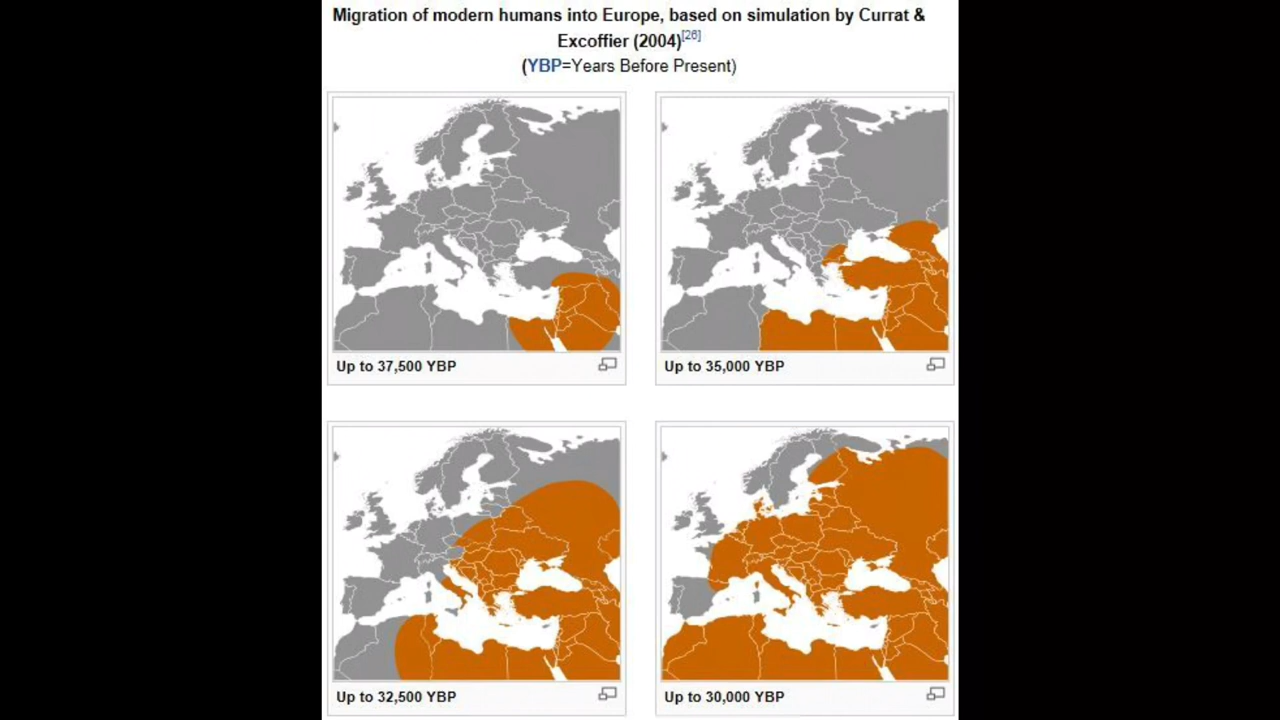 Migration of modern humans into Europe, based on simulation by Currat &
Excoffier (2004)[26]
(YBP=Years Before Present)
Up to 37,500 YBP
Up to 35,000 YBP
Up to 32,500 YBP
Up to 30,000 YBP